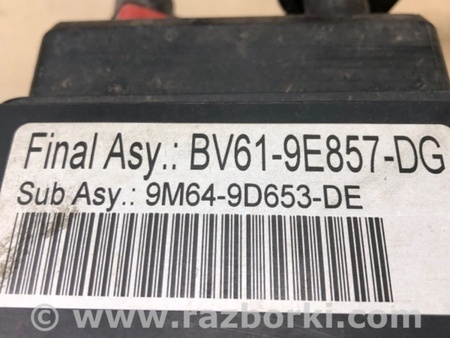 Final Asy.: BV61-9E857-DG
Sub Asy.: 9M64-9D653-DE
© www.razborki.com